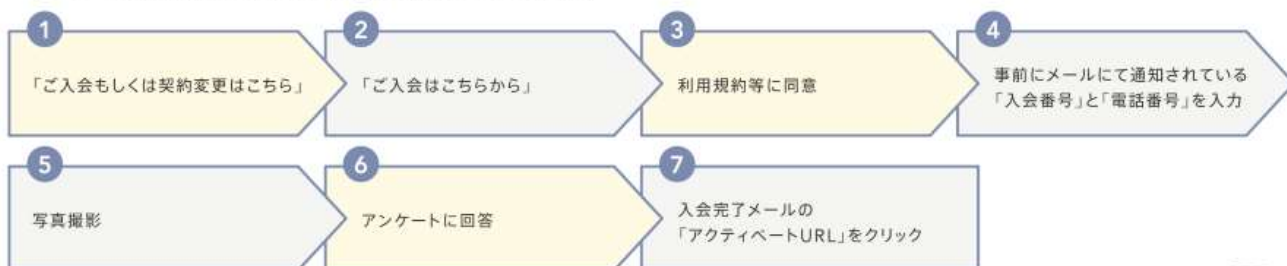 1
「ご入会もしくは契約変更はこちら」
2
「ご入会はこちらから」
3
利用規約等に同意
4
事前にメールにて通知されている
「入会番号」と「電話番号」を入力
5
写真撮影
6
アンケートに回答
7
入会完了メールの
「アクティベートURL」をクリック